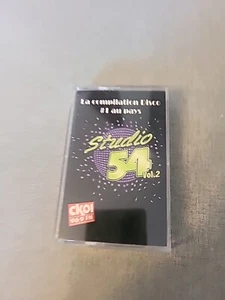 La compilation Disco
#1 au pays
Studio
54
Vol.2
CKOI